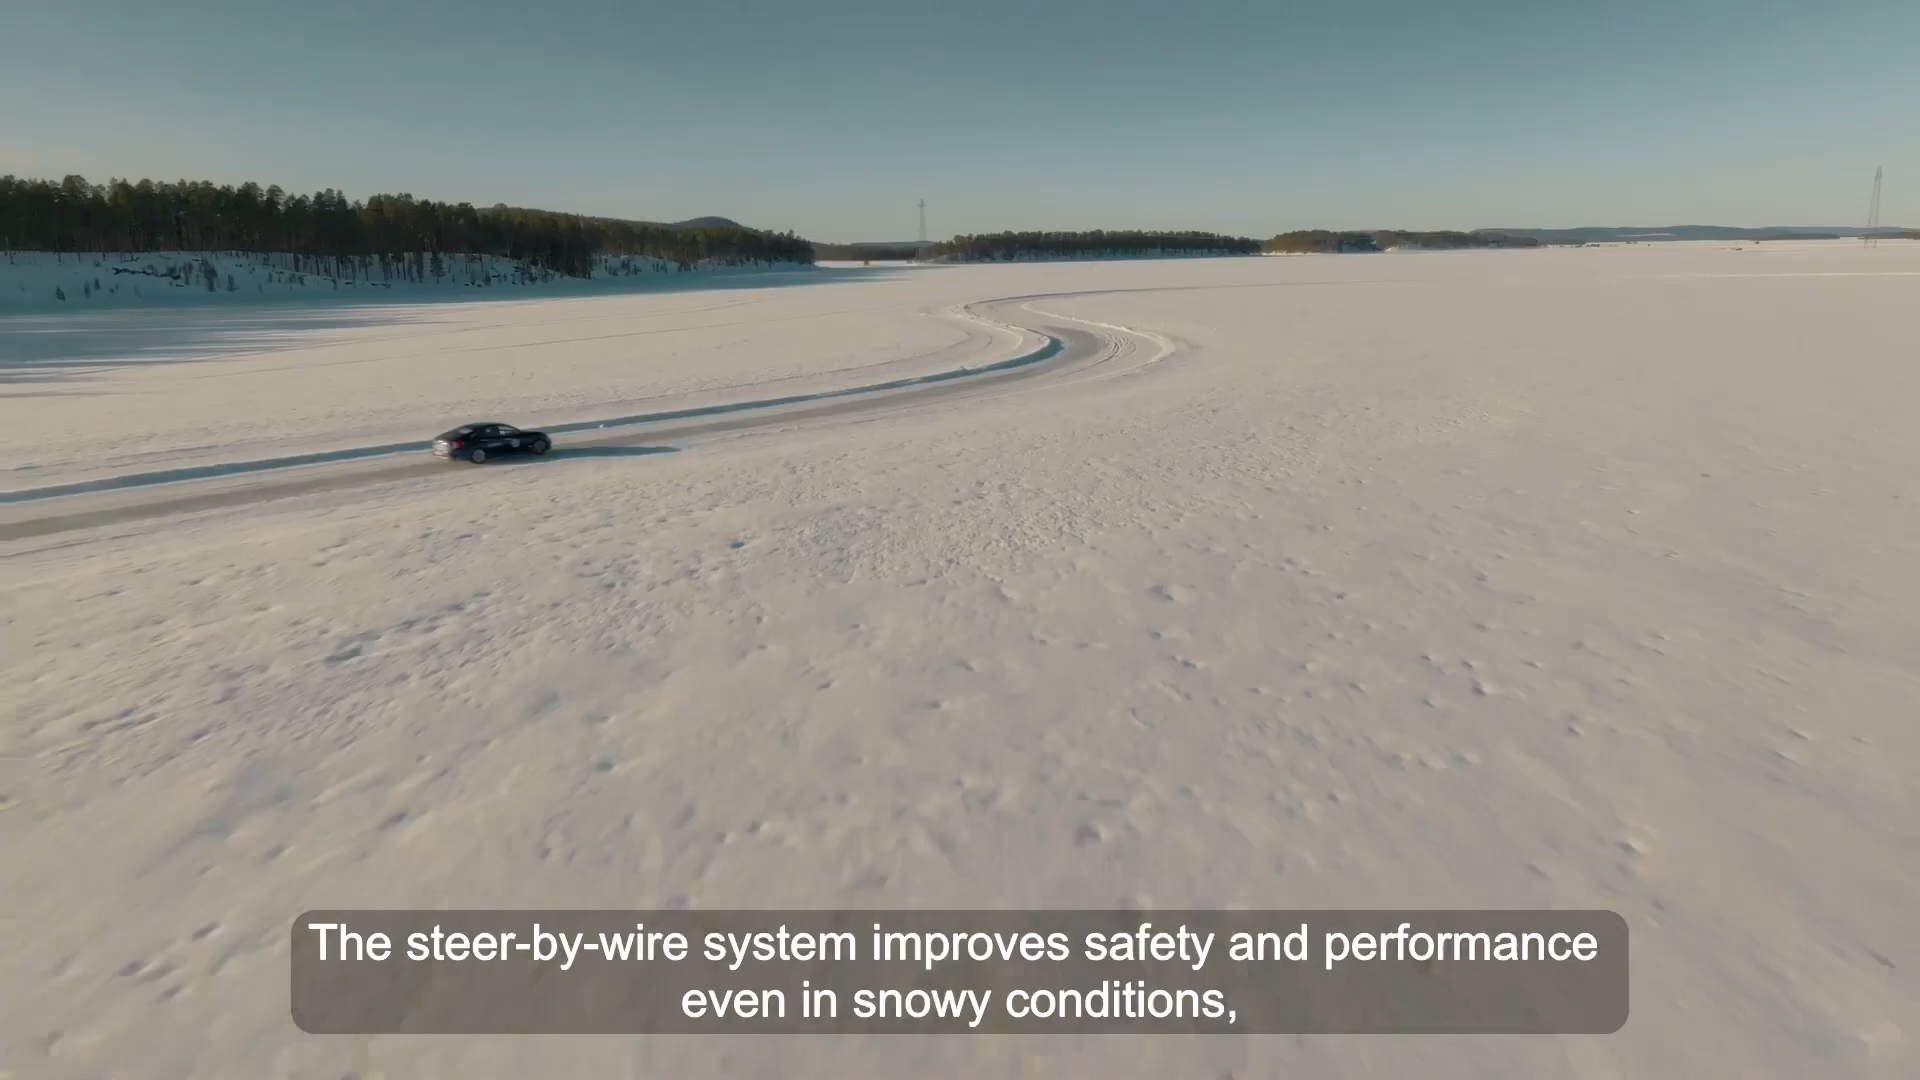 The steer-by-wire system improves safety and performance
even in snowy conditions,